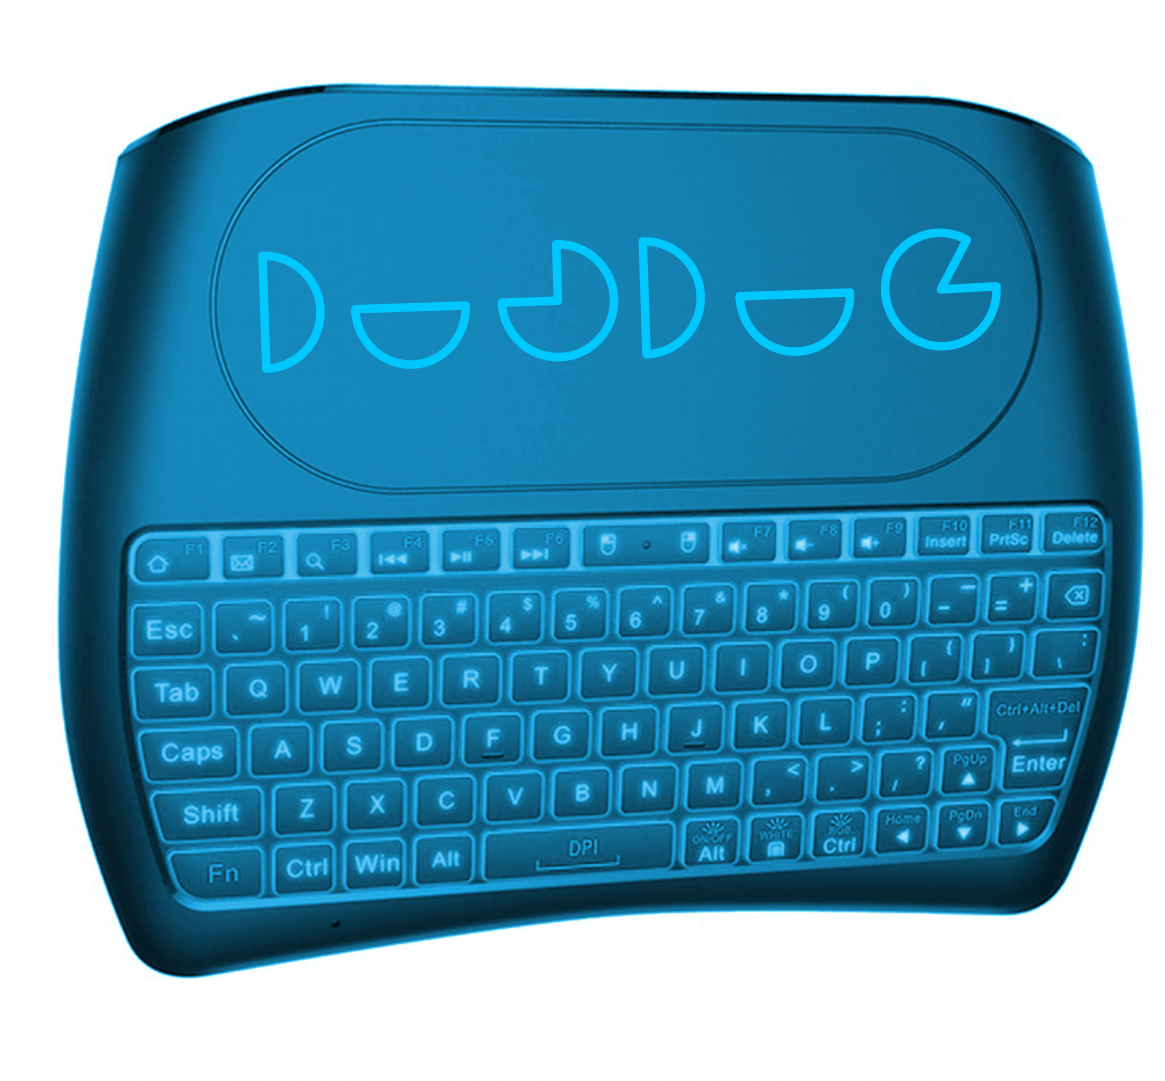 F1 F2 F3 F4 F5 F6 F7 F8 F9 F10 F11 F12
Insert PrtSc Delete
~ ! @ # $ % ^ & * ( ) — +
Esc ` 1 2 3 4 5 6 7 8 9 0 - =
Tab Q W E R T Y U I O P [ { ] } \ :
Caps A S D F G H J K L ; : , " Ctrl+Alt+Del
Enter
Shift Z X C V B N M , < . > / ? PgUp
ON/OFF WHITE RGB Home PgDn End
Fn Ctrl Win Alt DPI Alt Ctrl